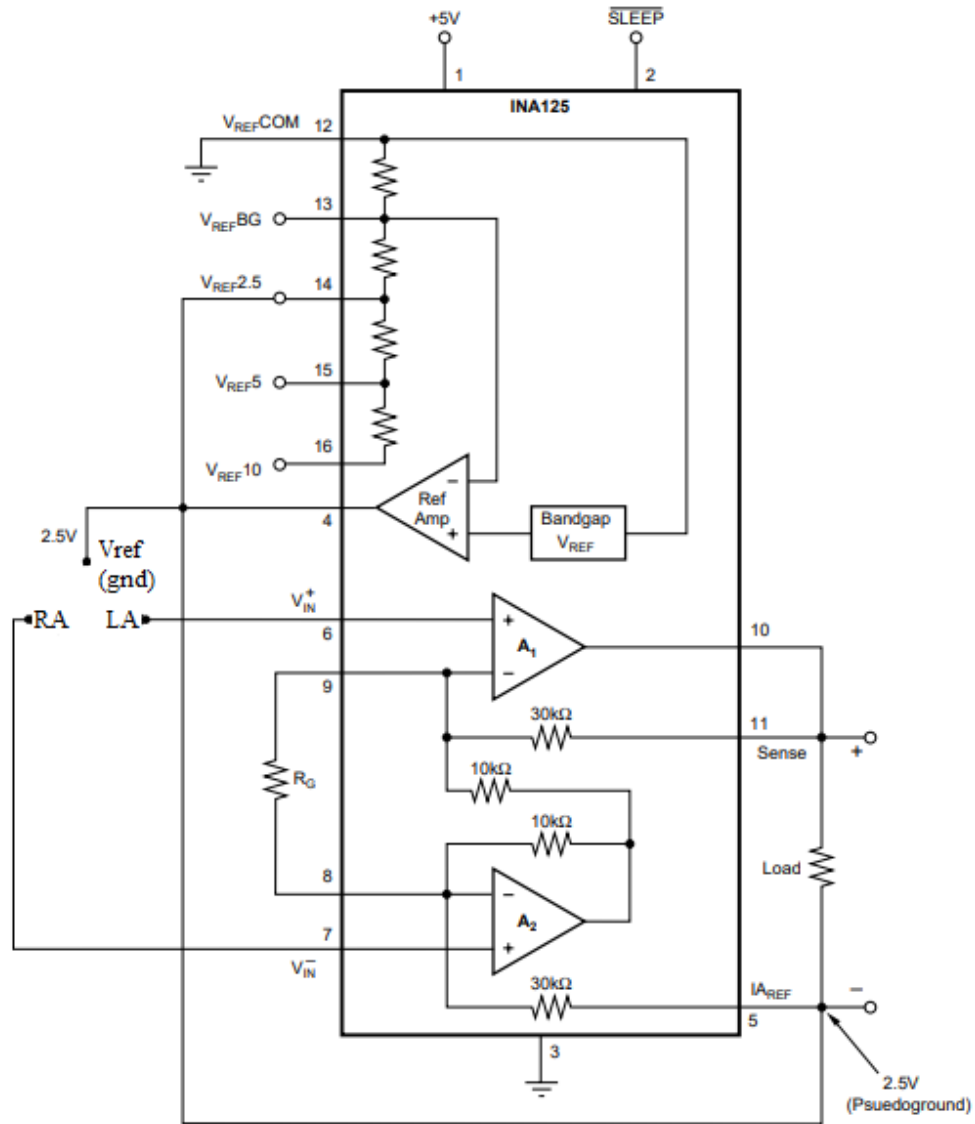 +5V
SLEEP
1
2
INA125
VREFCOM
12
13
VREFBG
14
VREF2.5
15
VREF5
16
VREF10
Ref
Amp
−
+
Bandgap
VREF
4
2.5V
Vref
(gnd)
RA
LA
V+IN
6
+
A1
−
10
9
30kΩ
11
Sense
+
10kΩ
RG
10kΩ
Load
8
−
A2
+
7
V−IN
30kΩ
IAREF
−
5
3
2.5V
(Psuedoground)